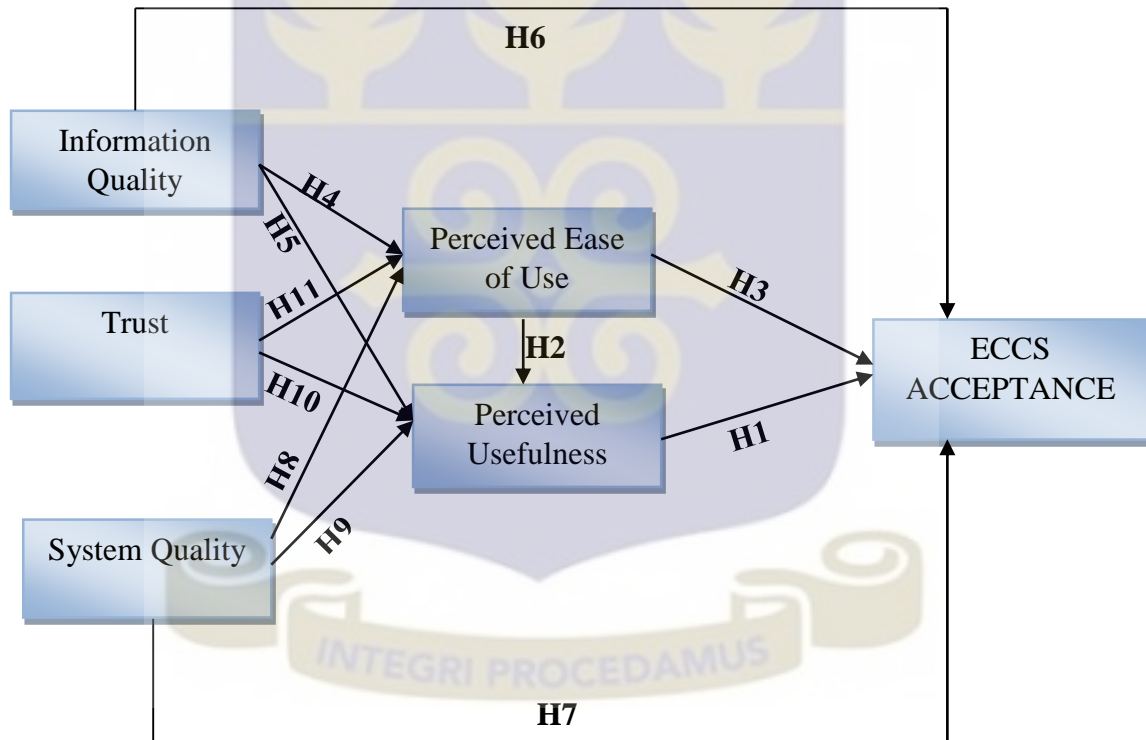 H6
Information
Quality
H4
H5
Perceived Ease
of Use
H3
Trust
H11
H10
H2
ECCS
ACCEPTANCE
Perceived
Usefulness
H1
H8
H9
System Quality
INTEGRI PROCEDAMUS
H7